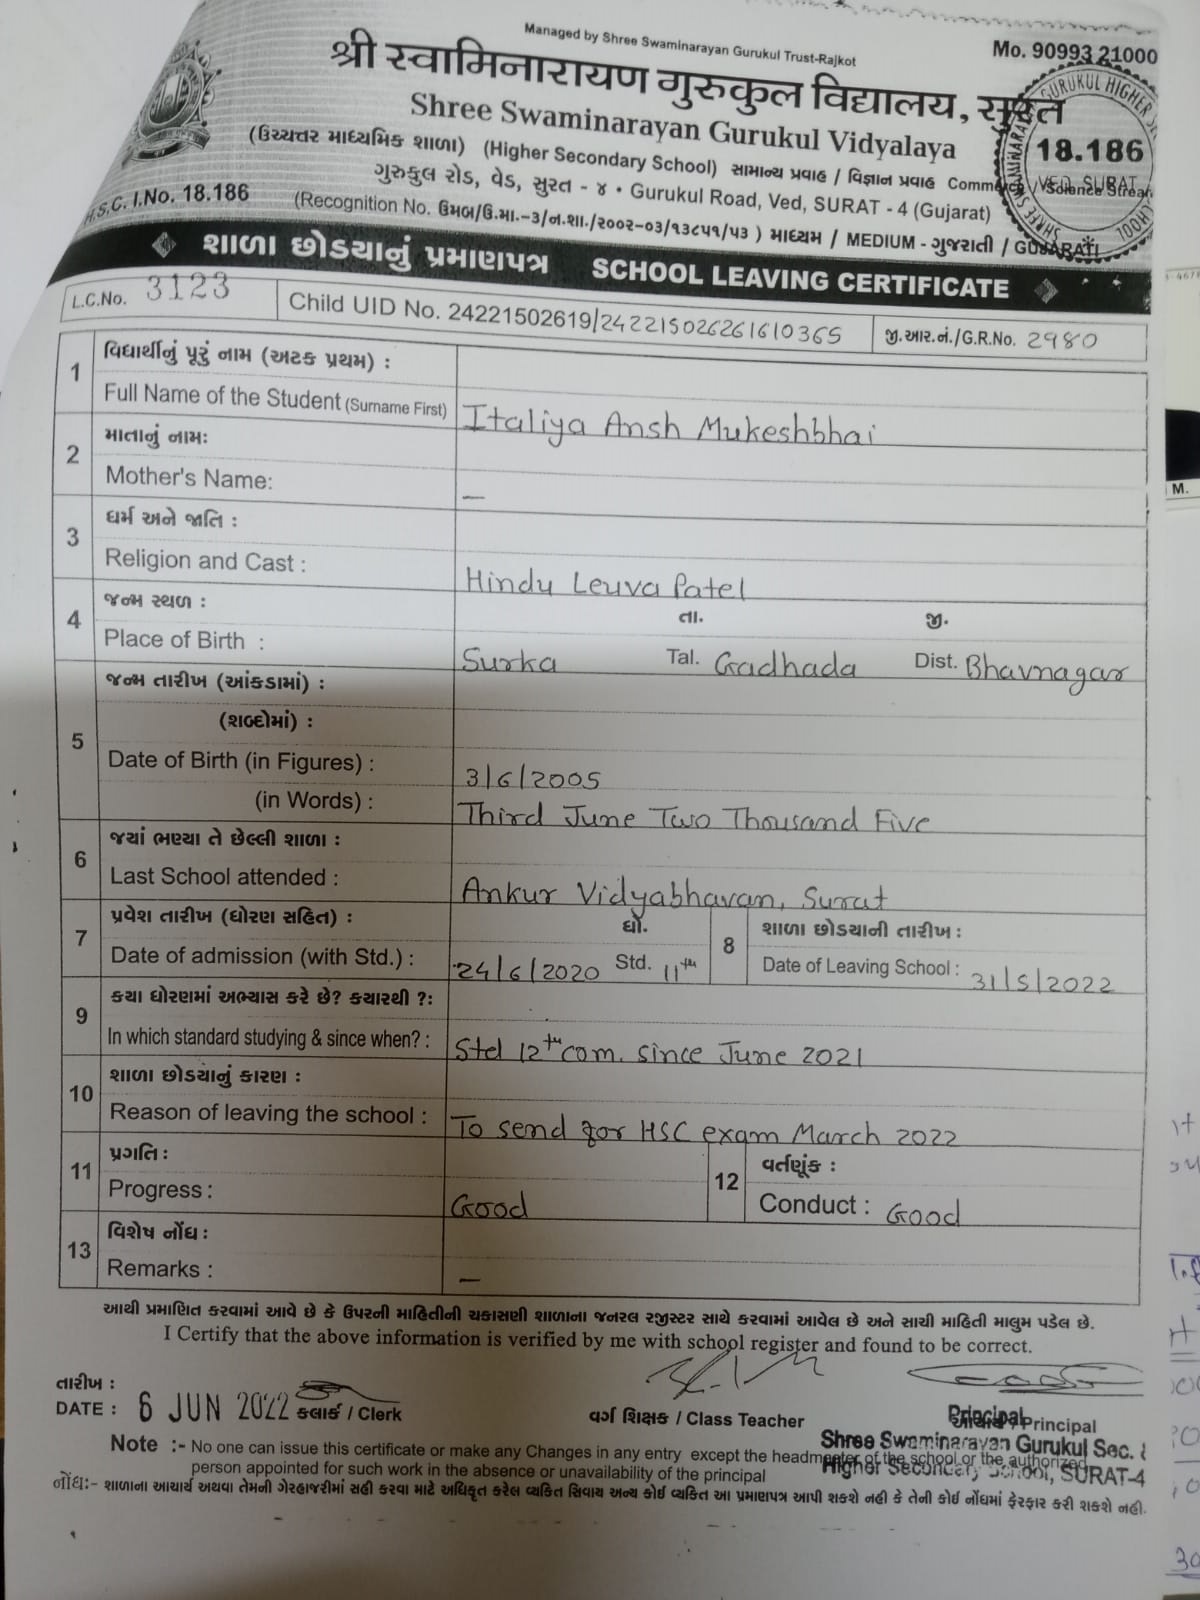 Managed by Shree Swaminarayan Gurukul Trust-Rajkot
Mo. 90993 21000
श्री स्वामिनारायण गुरुकुल विद्यालय, सुरत
Shree Swaminarayan Gurukul Vidyalaya
(ઉચ્ચત્તર માધ્યમિક શાળા) (Higher Secondary School) સામાન્ય પ્રવાહ / વિજ્ઞાન પ્રવાહ Commerce / Science Stream
18.186
VED, SURAT
ગુરુકુલ રોડ, વેડ, સુરત - ૪ • Gurukul Road, Ved, SURAT - 4 (Gujarat)
H.S.C. I.No. 18.186
(Recognition No. ઉમબ/ઉ.મા.-૩/ન.શા./૨૦૦૨-૦૩/૧૩૮૫૧/૫૩ ) માધ્યમ / MEDIUM - ગુજરાતી / GUJARATI
શાળા છોડયાનું પ્રમાણપત્ર SCHOOL LEAVING CERTIFICATE
L.C.No. 3123
Child UID No. 24221502619/242215026261610365
જી.આર.નં./G.R.No. 2980
1 વિદ્યાર્થીનું પૂરું નામ (અટક પ્રથમ) :
Full Name of the Student (Surname First) Italiya Ansh Mukeshbhai
2 માતાનું નામઃ
Mother's Name: —
3 ધર્મ અને જાતિ :
Religion and Cast : Hindu Leuva Patel
4 જન્મ સ્થળ : તા. જી.
Place of Birth : Surka Tal. Gadhada Dist. Bhavnagar
5 જન્મ તારીખ (આંકડામાં) :
(શબ્દોમાં) :
Date of Birth (in Figures) : 3/6/2005
(in Words) : Third June Two Thousand Five
6 જ્યાં ભણ્યા તે છેલ્લી શાળા :
Last School attended : Ankur Vidyabhavan, Surat
7 પ્રવેશ તારીખ (ધોરણ સહિત) : ધો.
Date of admission (with Std.) : 24/6/2020 Std. 11th
8 શાળા છોડયાની તારીખ :
Date of Leaving School : 31/5/2022
9 કયા ધોરણમાં અભ્યાસ કરે છે? કયારથી ?:
In which standard studying & since when? : Std 12th com. since June 2021
10 શાળા છોડયાનું કારણ :
Reason of leaving the school : To send for HSC exam March 2022
11 પ્રગતિ :
Progress : Good
12 વર્તણૂંક :
Conduct : Good
13 વિશેષ નોંધ :
Remarks : —
આથી પ્રમાણિત કરવામાં આવે છે કે ઉપરની માહિતીની ચકાસણી શાળાના જનરલ રજીસ્ટર સાથે કરવામાં આવેલ છે અને સાચી માહિતી માલુમ પડેલ છે.
I Certify that the above information is verified by me with school register and found to be correct.
તારીખ :
DATE : 6 JUN 2022 કલાર્ક / Clerk
વર્ગ શિક્ષક / Class Teacher
આચાર્ય / Principal
Principal
Shree Swaminarayan Gurukul Sec. &
Higher Secondary School, SURAT-4
Note :- No one can issue this certificate or make any Changes in any entry except the headmaster of the school or the authorized
person appointed for such work in the absence or unavailability of the principal
નોંધઃ- શાળાના આચાર્ય અથવા તેમની ગેરહાજરીમાં સહી કરવા માટે અધિકૃત કરેલ વ્યકિત સિવાય અન્ય કોઈ વ્યકિત આ પ્રમાણપત્ર આપી શકશે નહી કે તેની કોઈ નોંધમાં ફેરફાર કરી શકશે નહી.